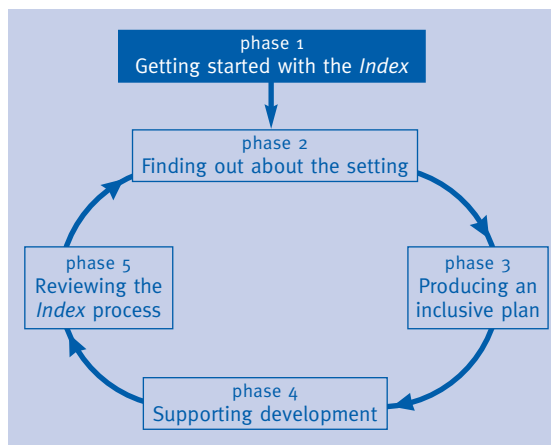 phase 1
Getting started with the Index
phase 2
Finding out about the setting
phase 3
Producing an
inclusive plan
phase 4
Supporting development
phase 5
Reviewing the
Index process